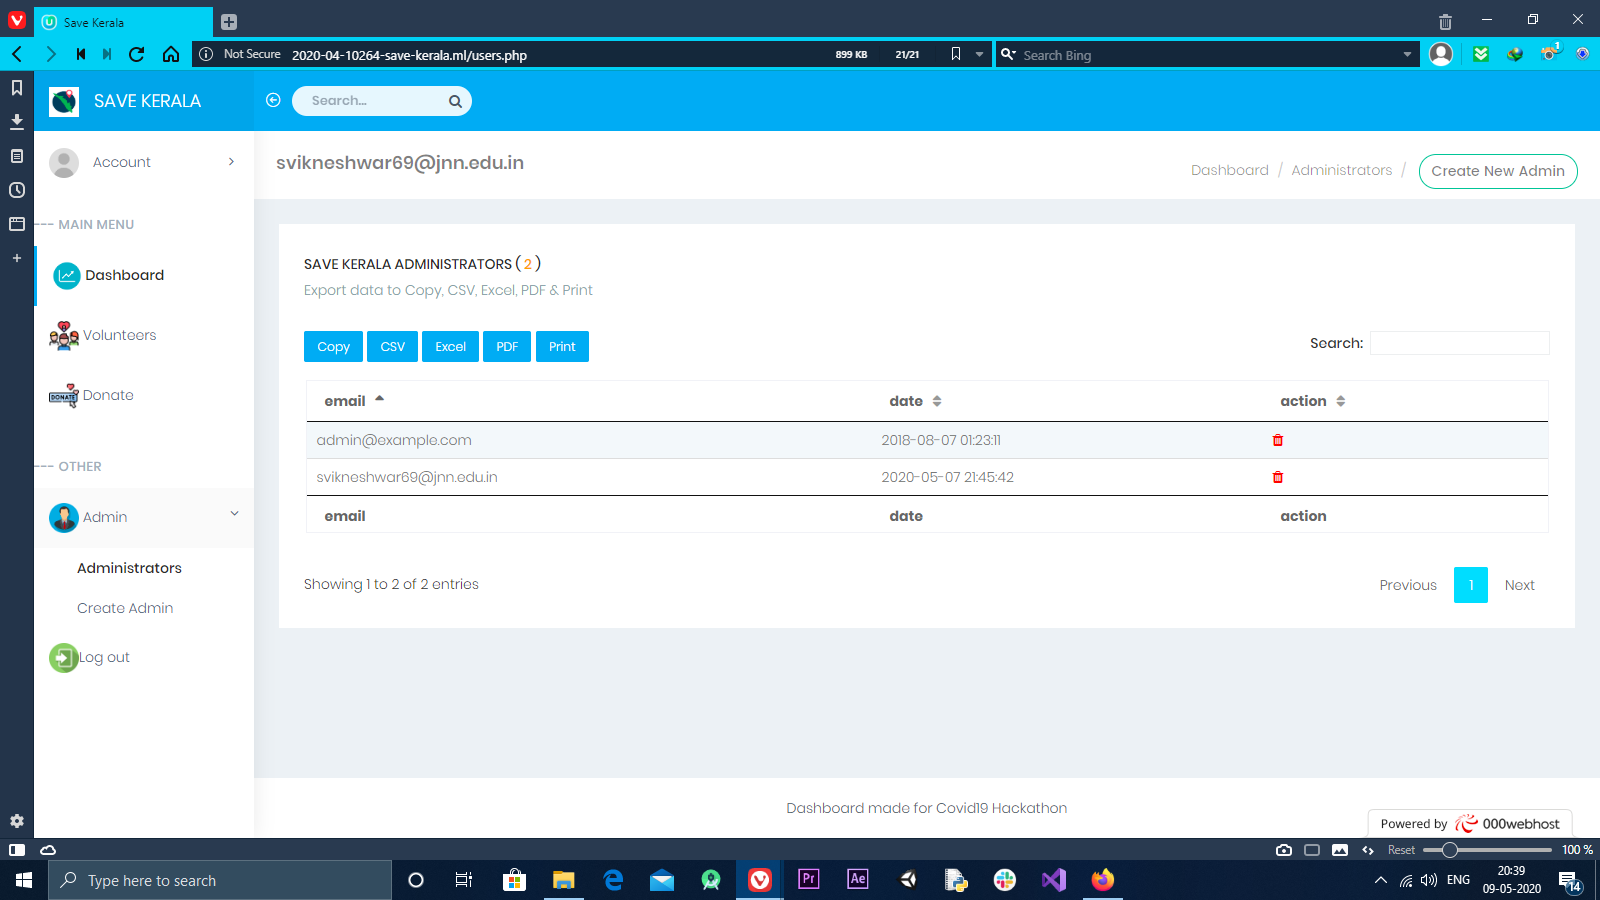 Save Kerala
Not Secure 2020-04-10264-save-kerala.ml/users.php 899 KB 21/21 Search Bing 1
SAVE KERALA Search...
Account
svikneshwar69@jnn.edu.in
Dashboard / Administrators / Create New Admin
--- MAIN MENU
Dashboard
Volunteers
DONATE Donate
--- OTHER
Admin
Administrators
Create Admin
Log out
SAVE KERALA ADMINISTRATORS ( 2 )
Export data to Copy, CSV, Excel, PDF & Print
Copy CSV Excel PDF Print
Search:
email date action
admin@example.com 2018-08-07 01:23:11
svikneshwar69@jnn.edu.in 2020-05-07 21:45:42
email date action
Showing 1 to 2 of 2 entries
Previous 1 Next
Dashboard made for Covid19 Hackathon
Powered by 000webhost
Reset 100 %
Type here to search
Pr Ae
ENG
20:39
09-05-2020
14